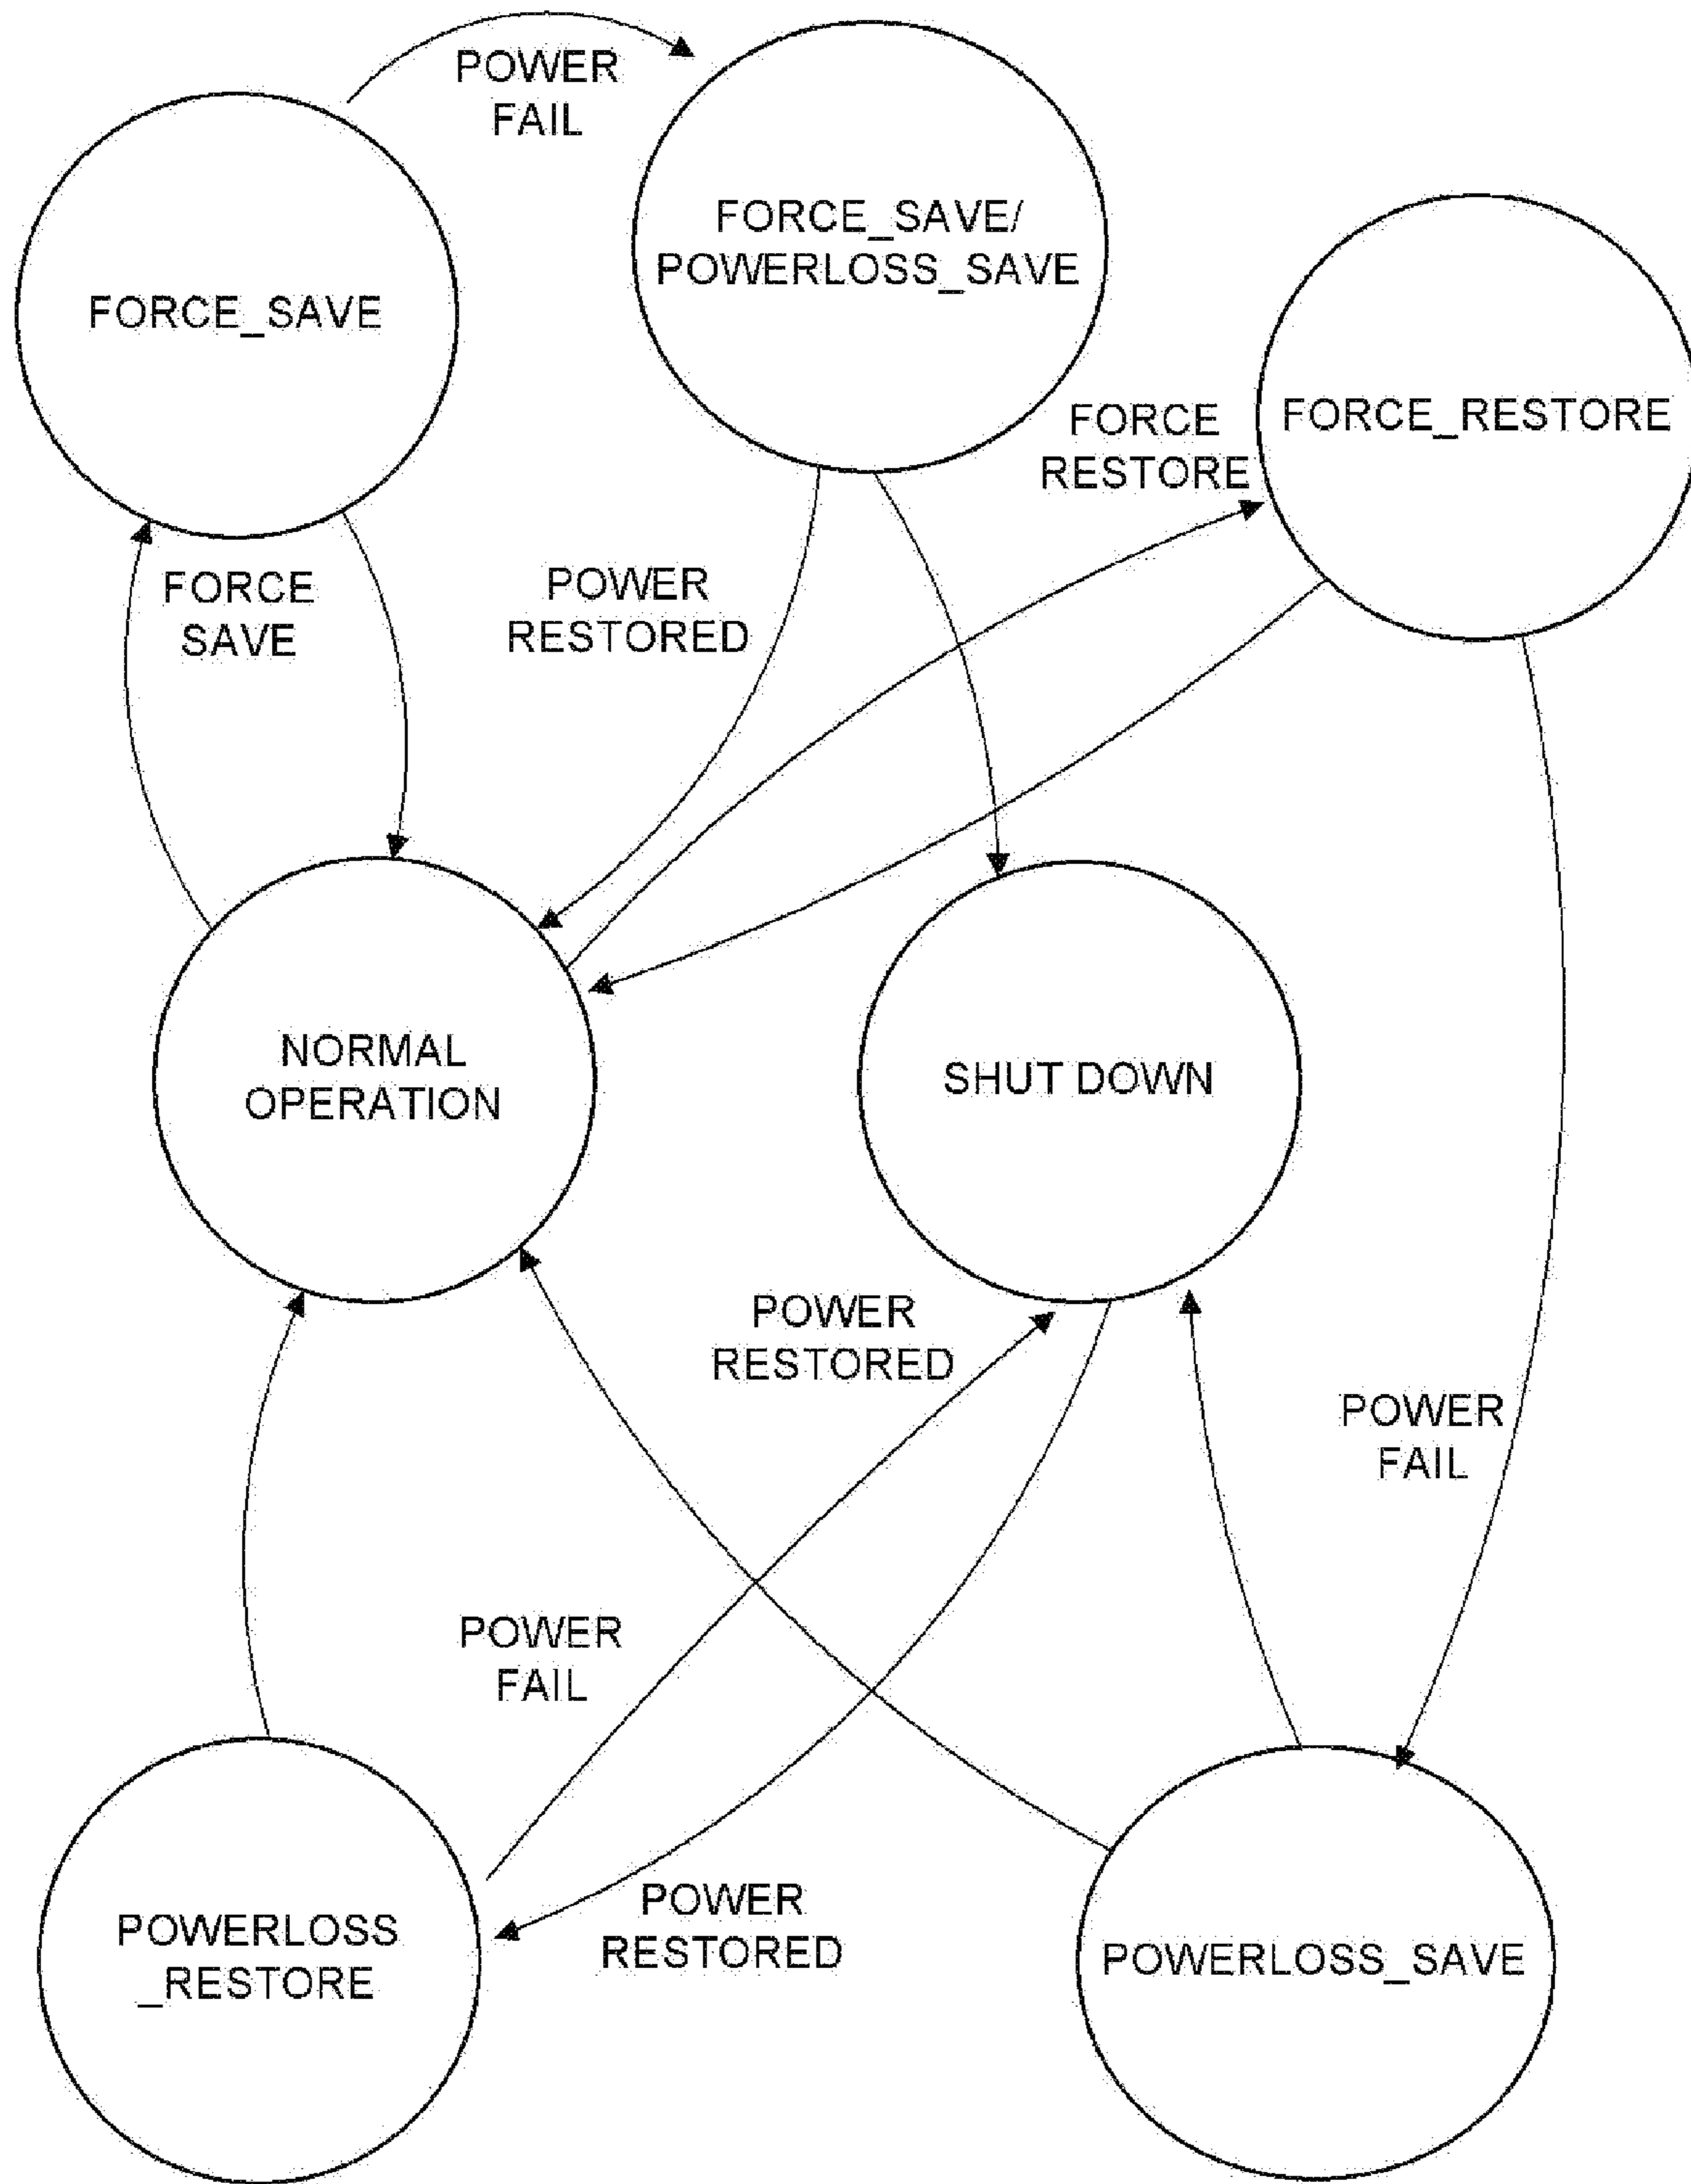 POWER
FAIL
FORCE_SAVE/
POWERLOSS_SAVE
FORCE_SAVE
FORCE_RESTORE
FORCE
RESTORE
FORCE
SAVE
POWER
RESTORED
NORMAL
OPERATION
SHUT DOWN
POWER
RESTORED
POWER
FAIL
POWER
FAIL
POWER
RESTORED
POWERLOSS
_RESTORE
POWERLOSS_SAVE